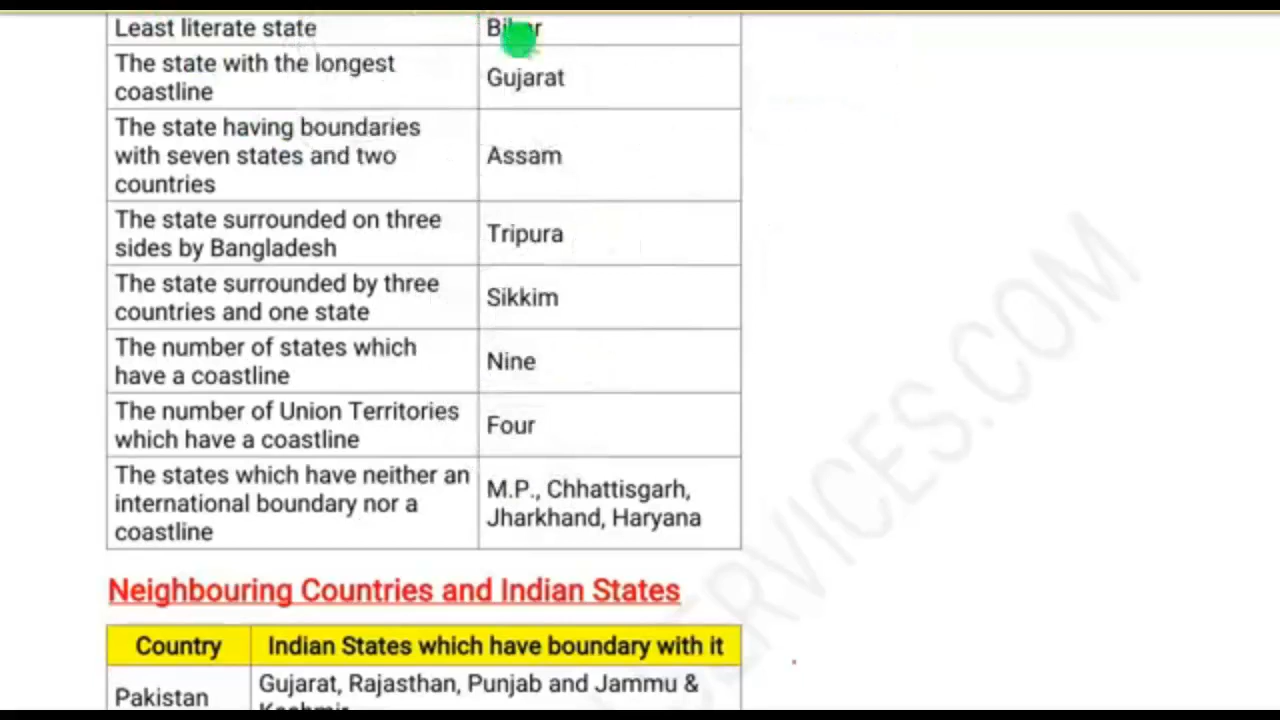 Least literate state
Bihar
The state with the longest
coastline
Gujarat
The state having boundaries
with seven states and two
countries
Assam
The state surrounded on three
sides by Bangladesh
Tripura
The state surrounded by three
countries and one state
Sikkim
The number of states which
have a coastline
Nine
The number of Union Territories
which have a coastline
Four
The states which have neither an
international boundary nor a
coastline
M.P., Chhattisgarh,
Jharkhand, Haryana
Neighbouring Countries and Indian States
Country
Indian States which have boundary with it
Pakistan
Gujarat, Rajasthan, Punjab and Jammu &
Kashmir
SERVICES.COM